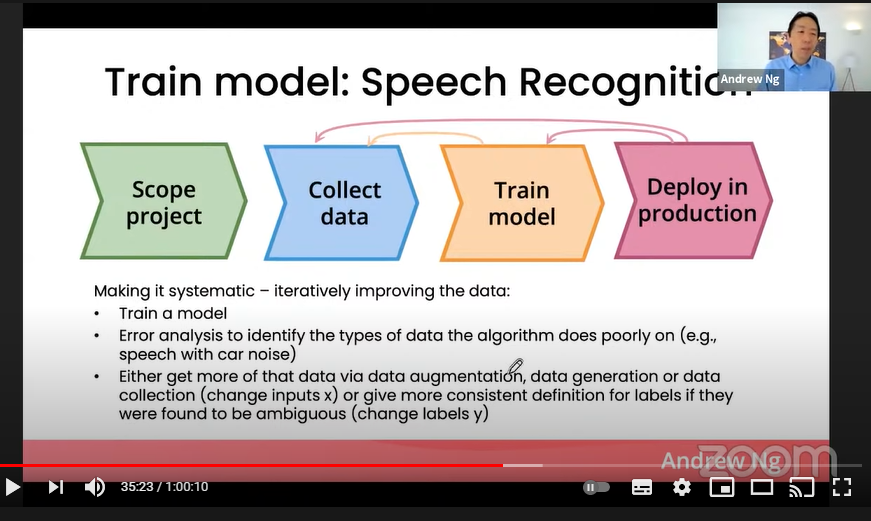 Andrew Ng
Train model: Speech Recognition
Scope
project
Collect
data
Train
model
Deploy in
production
Making it systematic – iteratively improving the data:
• Train a model
• Error analysis to identify the types of data the algorithm does poorly on (e.g.,
speech with car noise)
• Either get more of that data via data augmentation, data generation or data
collection (change inputs x) or give more consistent definition for labels if they
were found to be ambiguous (change labels y)
Andrew Ng
zoom
35:23 / 1:00:10